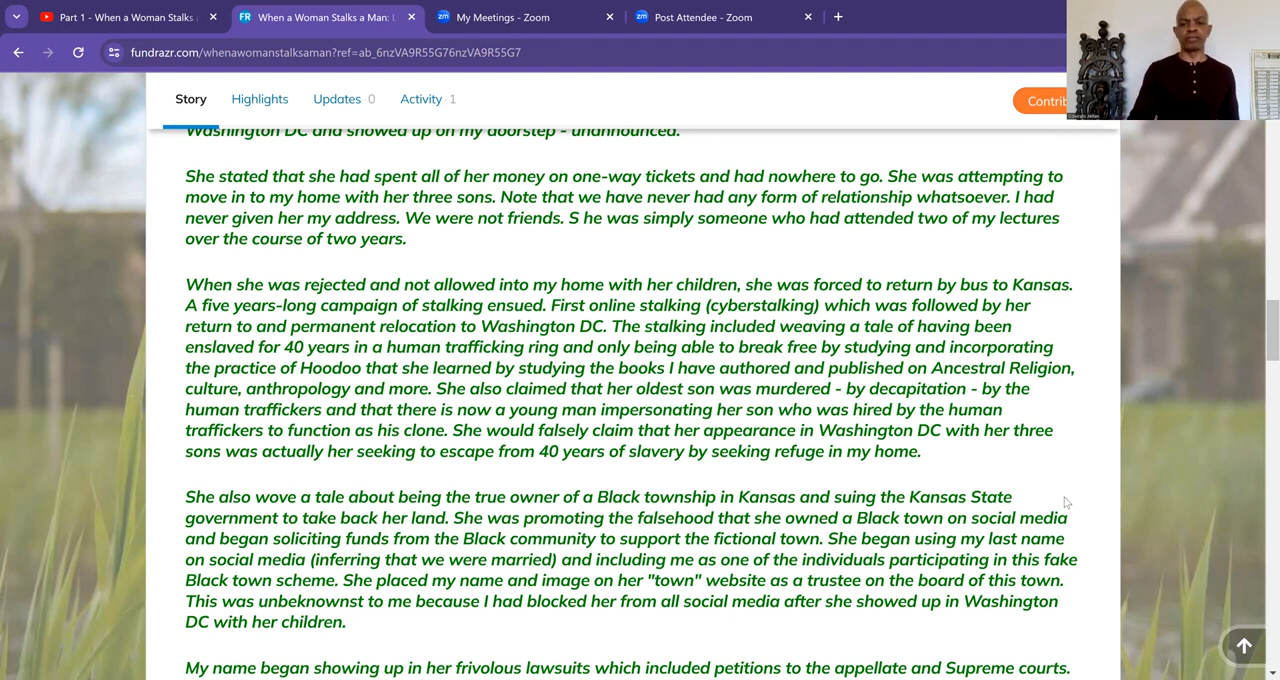 Part 1 - When a Woman Stalks a
When a Woman Stalks a Man: L
My Meetings - Zoom
Post Attendee - Zoom
fundrazr.com/whenawomanstalksaman?ref=ab_6nzVA9R55G76nzVA9R55G7
Story Highlights Updates 0 Activity 1
Contrib
Washington DC and showed up on my doorstep - unannounced.
She stated that she had spent all of her money on one-way tickets and had nowhere to go. She was attempting to
move in to my home with her three sons. Note that we have never had any form of relationship whatsoever. I had
never given her my address. We were not friends. S he was simply someone who had attended two of my lectures
over the course of two years.
When she was rejected and not allowed into my home with her children, she was forced to return by bus to Kansas.
A five years-long campaign of stalking ensued. First online stalking (cyberstalking) which was followed by her
return to and permanent relocation to Washington DC. The stalking included weaving a tale of having been
enslaved for 40 years in a human trafficking ring and only being able to break free by studying and incorporating
the practice of Hoodoo that she learned by studying the books I have authored and published on Ancestral Religion,
culture, anthropology and more. She also claimed that her oldest son was murdered - by decapitation - by the
human traffickers and that there is now a young man impersonating her son who was hired by the human
traffickers to function as his clone. She would falsely claim that her appearance in Washington DC with her three
sons was actually her seeking to escape from 40 years of slavery by seeking refuge in my home.
She also wove a tale about being the true owner of a Black township in Kansas and suing the Kansas State
government to take back her land. She was promoting the falsehood that she owned a Black town on social media
and began soliciting funds from the Black community to support the fictional town. She began using my last name
on social media (inferring that we were married) and including me as one of the individuals participating in this fake
Black town scheme. She placed my name and image on her "town" website as a trustee on the board of this town.
This was unbeknownst to me because I had blocked her from all social media after she showed up in Washington
DC with her children.
My name began showing up in her frivolous lawsuits which included petitions to the appellate and Supreme courts.